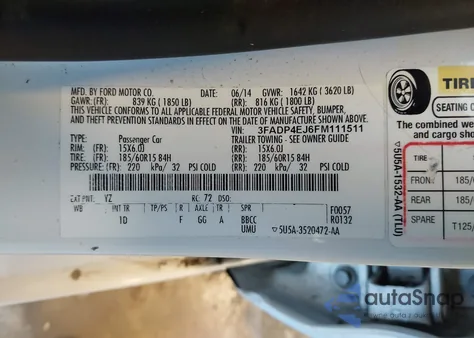 MFD. BY FORD MOTOR CO. 06/14 GVWR: 1642 KG ( 3620 LB)
GAWR: (FR) 839 KG ( 1850 LB) (RR): 816 KG ( 1800 LB)
THIS VEHICLE CONFORMS TO ALL APPLICABLE FEDERAL MOTOR VEHICLE SAFETY, BUMPER,
AND THEFT PREVENTION STANDARDS IN EFFECT ON THE DATE OF MANUFACTURE SHOWN ABOVE.
VIN: 3FADP4EJ6FM111511
TYPE: Passenger Car TRAILER TOWING - SEE OWNER GUIDE
RIM: (FR): 15X6.0J (RR): 15X6.0J
TIRE: (FR): 185/60R15 84H (RR): 185/60R15 84H
PRESSURE: (FR): 220 kPa/ 32 PSI COLD (RR): 220 kPa/ 32 PSI COLD
EXT PNT: YZ RC: 72 DSO: F0057
INT TR TP/PS R AXLE TR SPR R0132
1D F GG A BBCC
UMU 5U5A-3520472-AA
TIRE
SEATING
The combined
and cargo sho
TIRE
FRONT 185/
REAR 185/
SPARE T125/
5U5A-1532-AA (TLU)
autoSnap